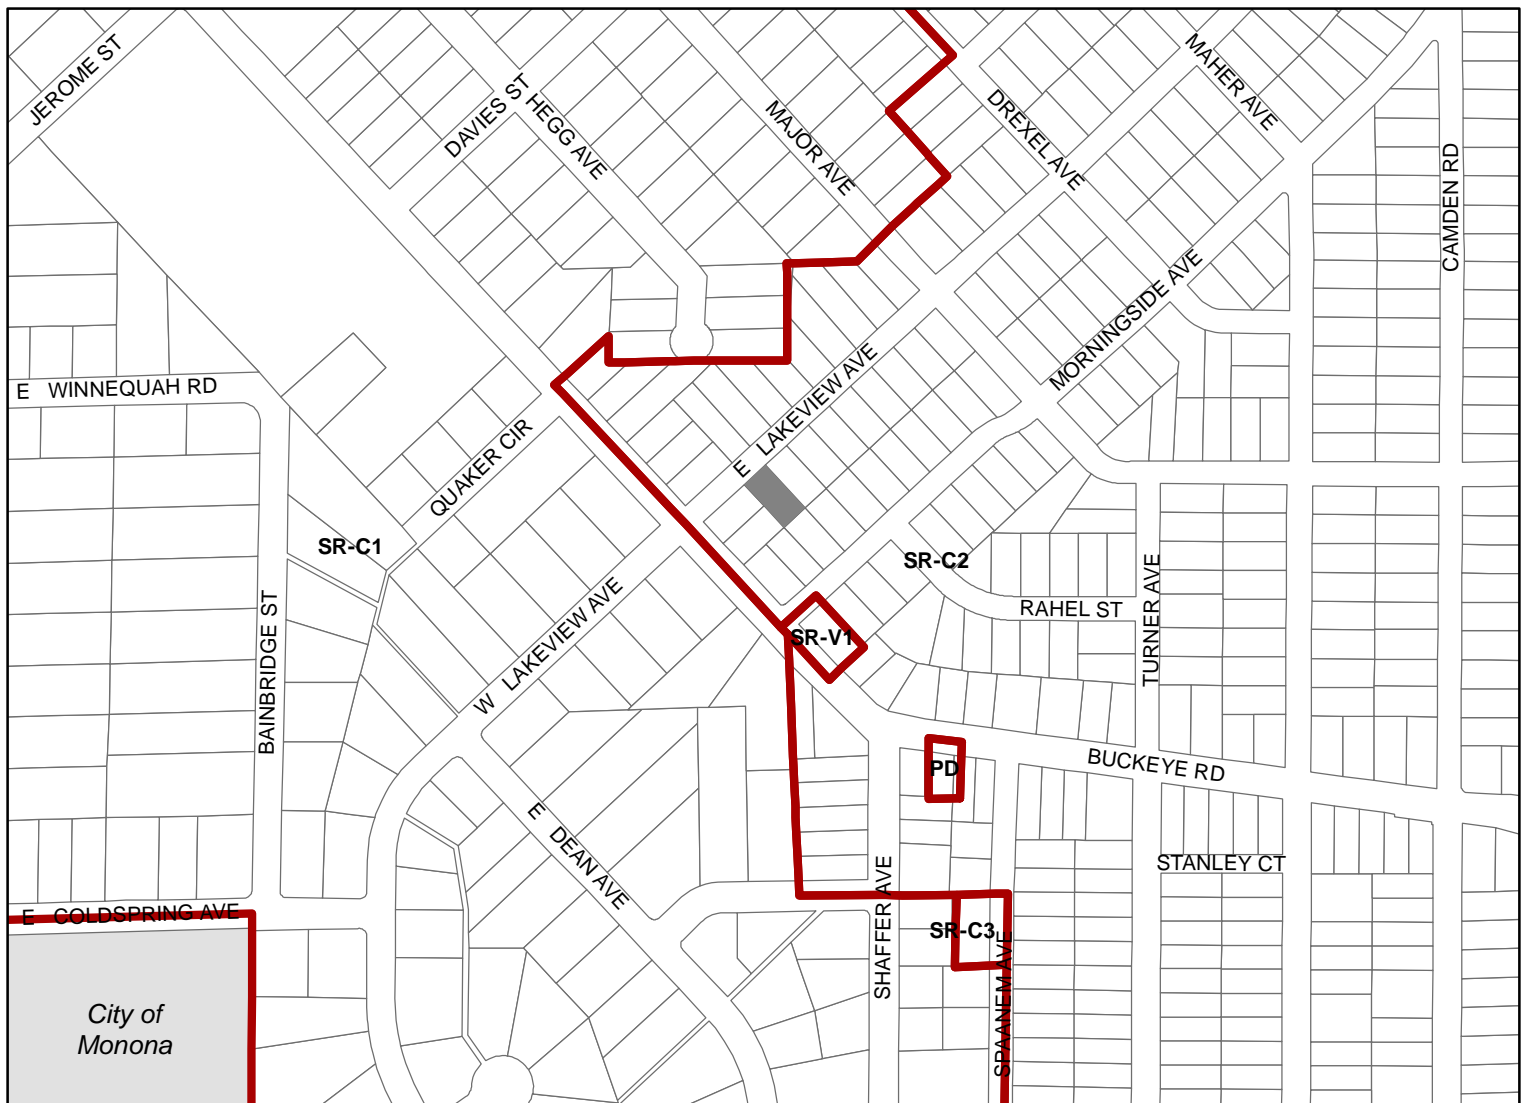 JEROME ST
DAVIES ST
HEGG AVE
MAJOR AVE
DREXEL AVE
MAHER AVE
CAMDEN RD
MORNINGSIDE AVE
E WINNEQUAH RD
E LAKEVIEW AVE
QUAKER CIR
SR-C1
SR-C2
RAHEL ST
TURNER AVE
BAINBRIDGE ST
W LAKEVIEW AVE
SR-V1
PD
BUCKEYE RD
E DEAN AVE
STANLEY CT
E COLDSPRING AVE
SHAFFER AVE
SR-C3
SPAANEM AVE
City of
Monona